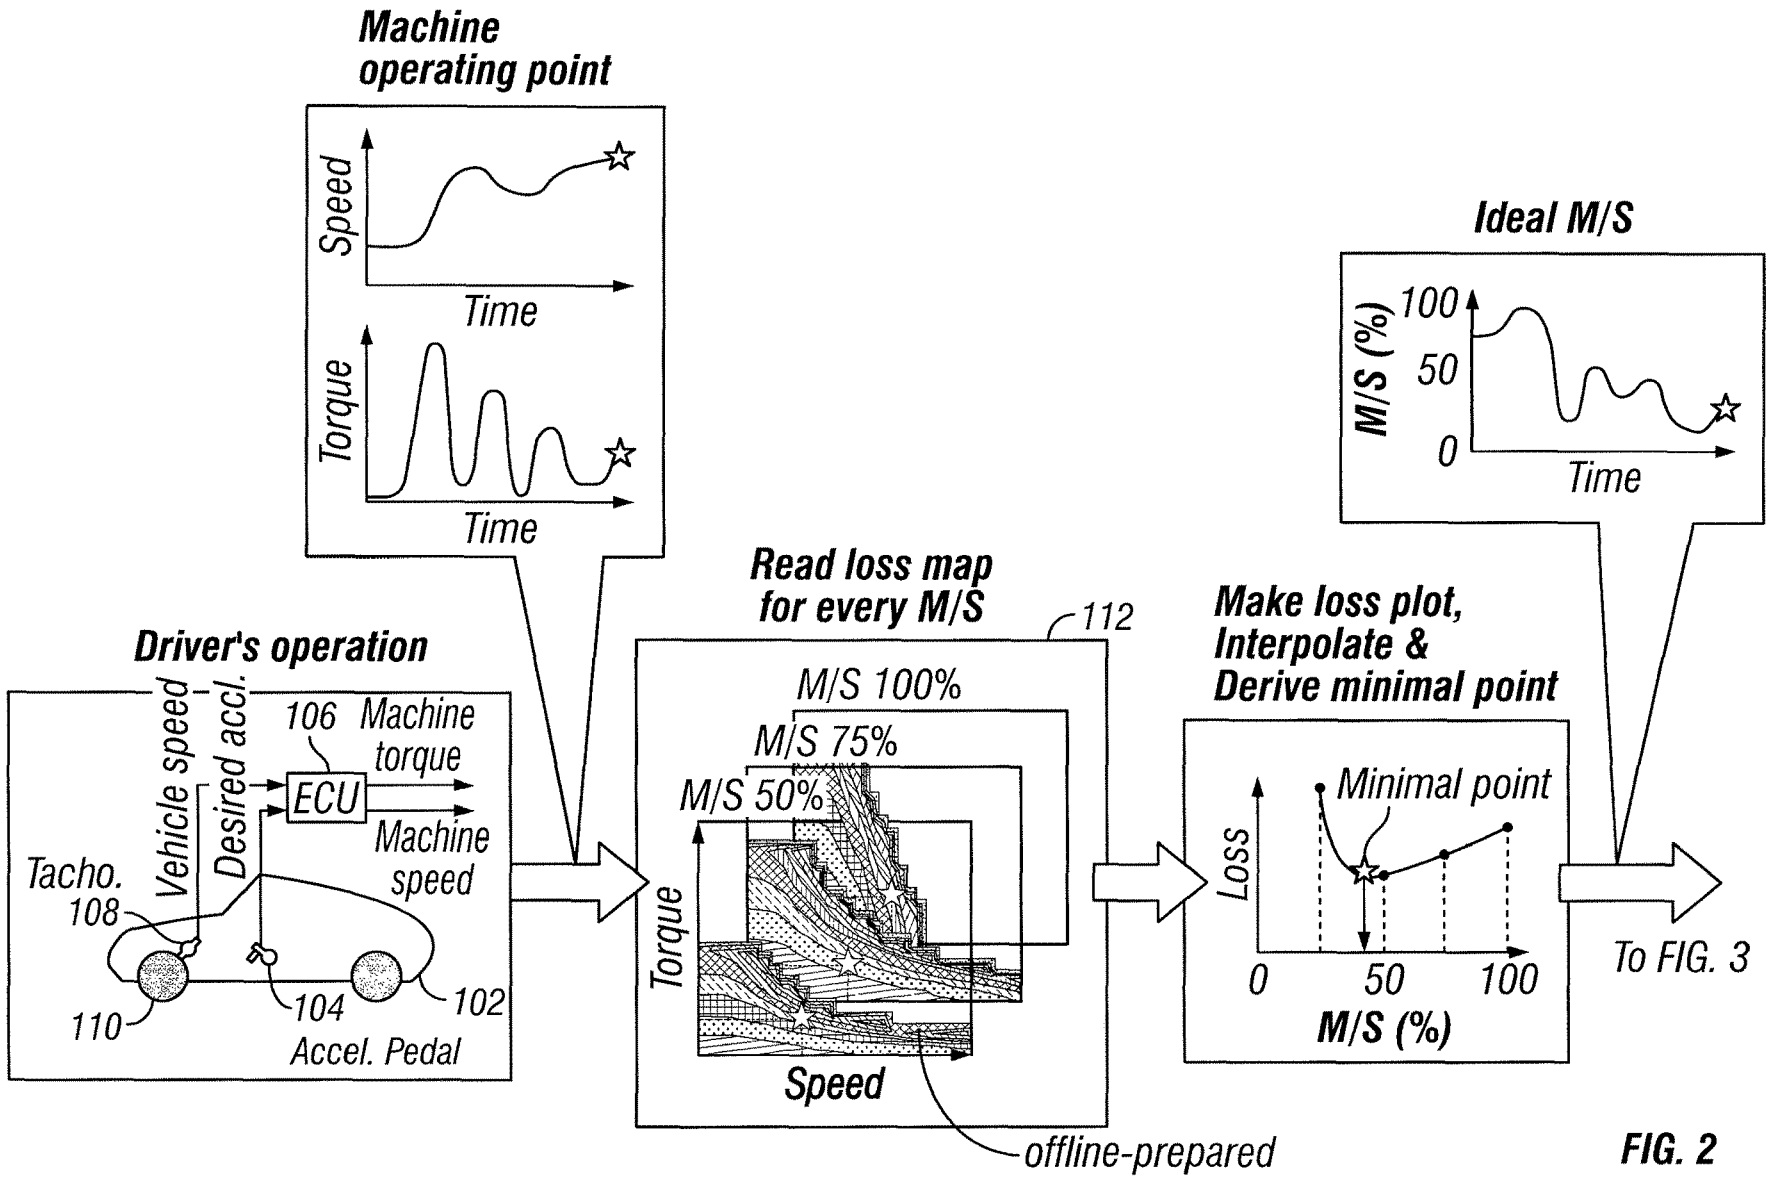 Machine
operating point
Speed
Time
Torque
Time
Ideal M/S
M/S (%)
100
50
0
Time
Driver's operation
Vehicle speed
Desired accl.
106
Machine
torque
ECU
Machine
speed
Tacho.
108
110
104
102
Accel. Pedal
Read loss map
for every M/S
112
M/S 100%
M/S 75%
M/S 50%
Torque
Speed
offline-prepared
Make loss plot,
Interpolate &
Derive minimal point
Minimal point
Loss
0
50
100
M/S (%)
To FIG. 3
FIG. 2